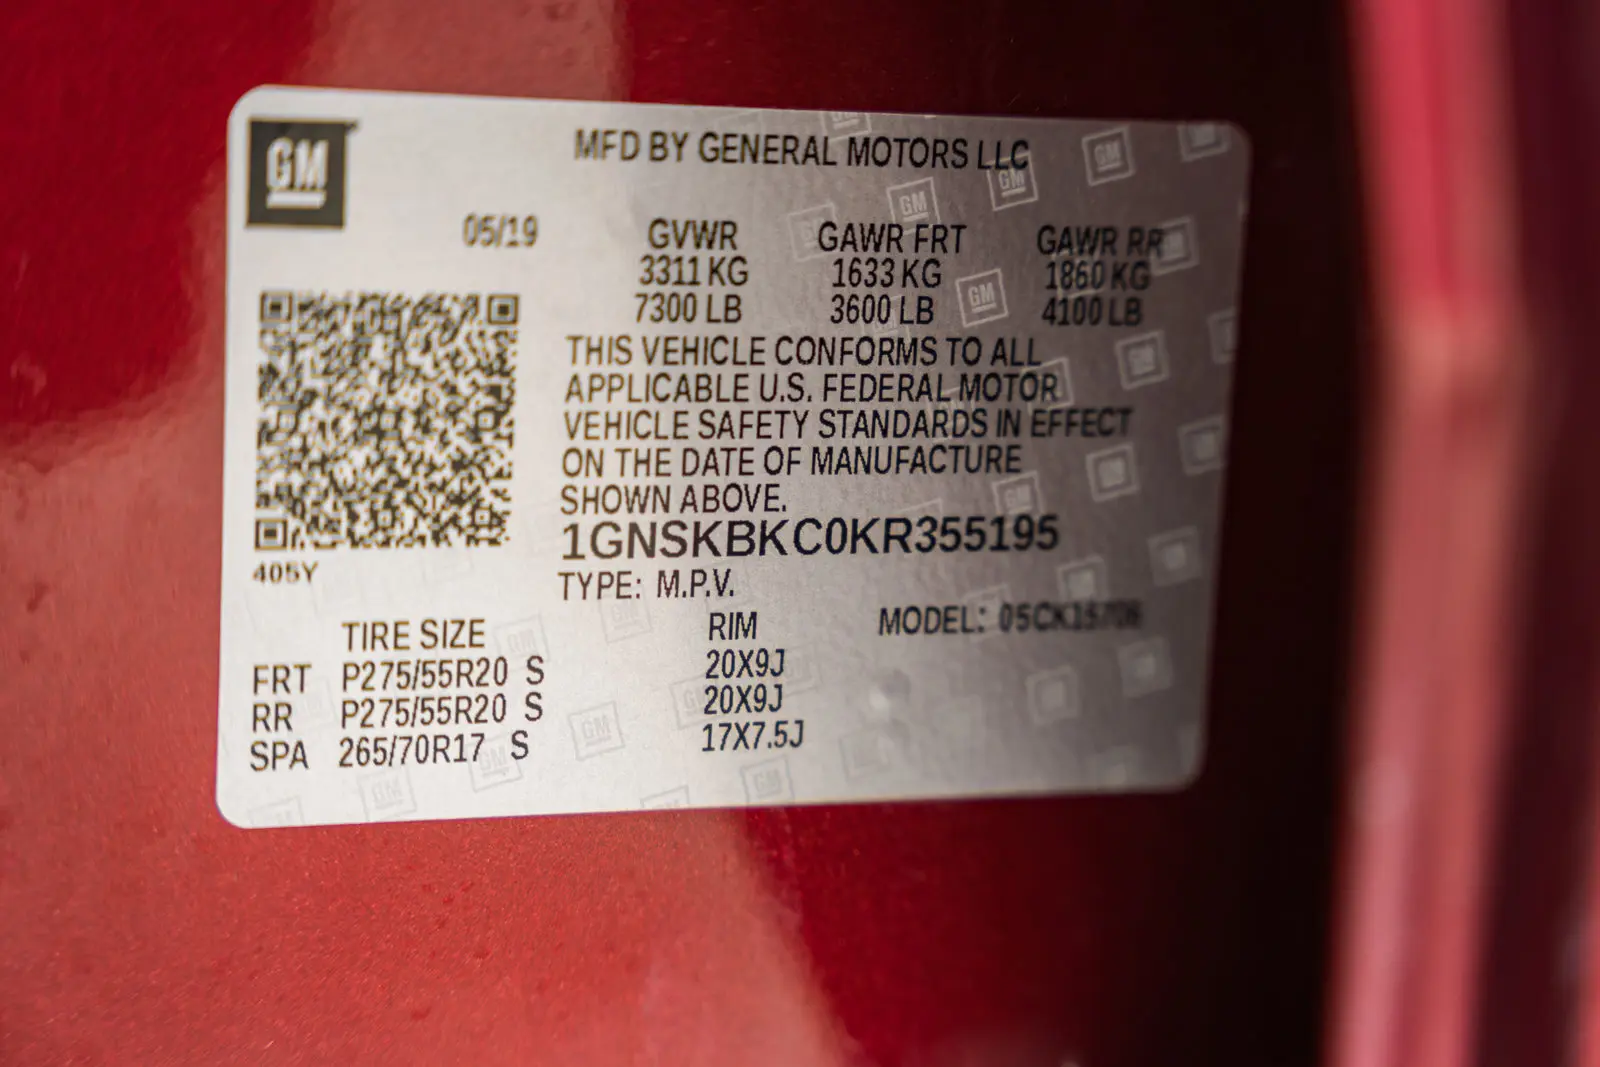 GM
MFD BY GENERAL MOTORS LLC
05/19 GVWR GAWR FRT GAWR RR
3311 KG 1633 KG 1860 KG
7300 LB 3600 LB 4100 LB
THIS VEHICLE CONFORMS TO ALL
APPLICABLE U.S. FEDERAL MOTOR
VEHICLE SAFETY STANDARDS IN EFFECT
ON THE DATE OF MANUFACTURE
SHOWN ABOVE.
1GNSKBKC0KR355195
405Y
TYPE: M.P.V.
TIRE SIZE RIM MODEL:
FRT P275/55R20 S 20X9J
RR P275/55R20 S 20X9J
SPA 265/70R17 S 17X7.5J